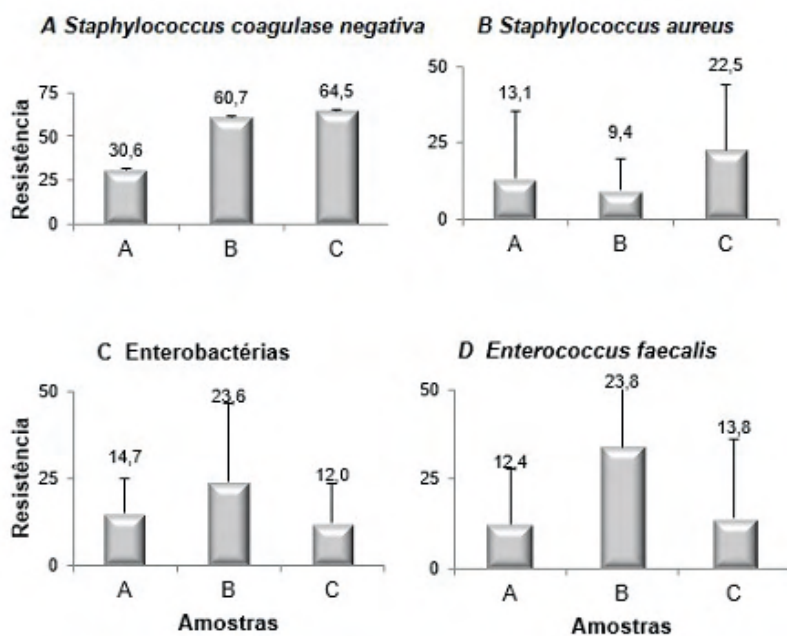 A Staphylococcus coagulase negativa
75
50
25
0
Resistência
30,6
60,7
64,5
A B C
B Staphylococcus aureus
50
25
0
13,1
9,4
22,5
A B C
C Enterobactérias
50
25
0
Resistência
14,7
23,6
12,0
A B C
Amostras
D Enterococcus faecalis
50
25
0
12,4
23,8
13,8
A B C
Amostras